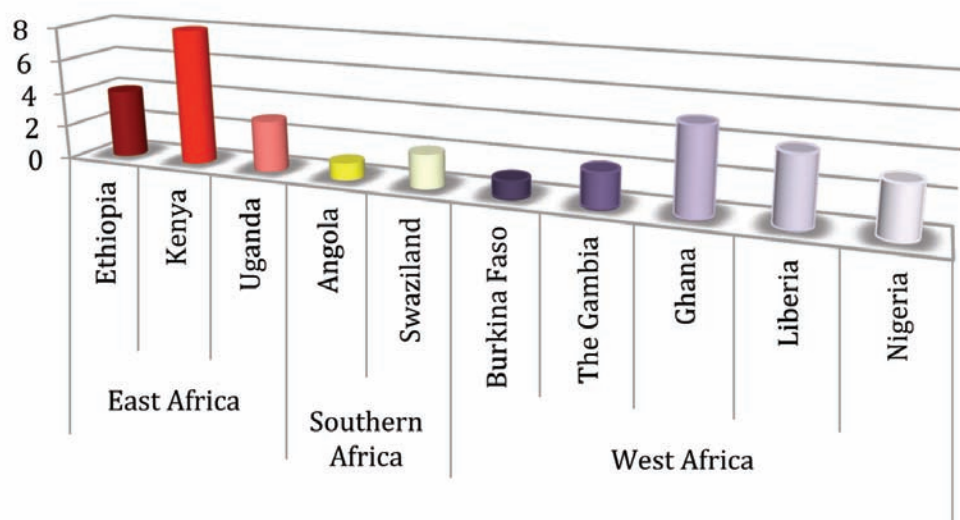 8
6
4
2
0
Ethiopia
Kenya
Uganda
Angola
Swaziland
Burkina Faso
The Gambia
Ghana
Liberia
Nigeria
East Africa
Southern
Africa
West Africa